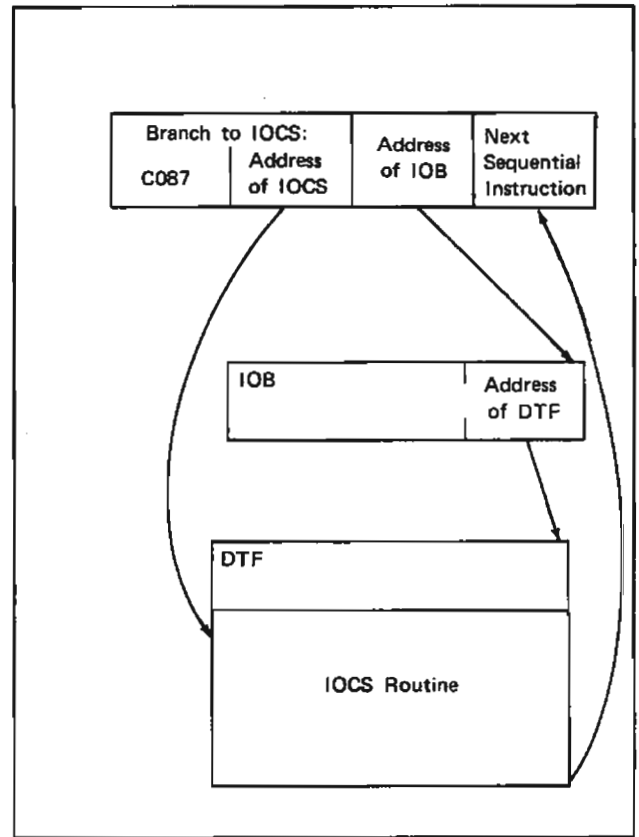 Branch to IOCS:
C087
Address
of IOCS
Address
of IOB
Next
Sequential
Instruction
IOB
Address
of DTF
DTF
IOCS Routine